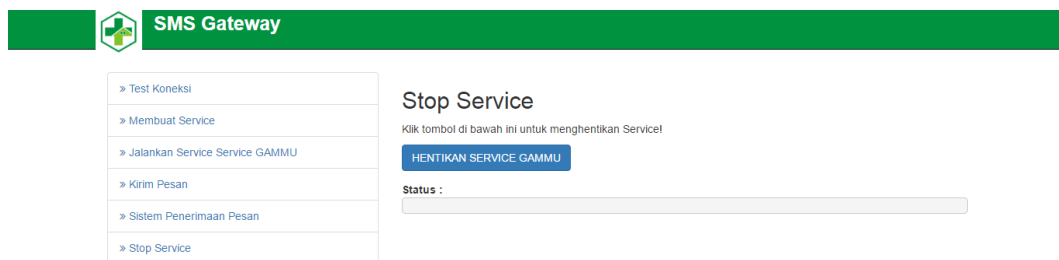 SMS Gateway
» Test Koneksi
» Membuat Service
» Jalankan Service Service GAMMU
» Kirim Pesan
» Sistem Penerimaan Pesan
» Stop Service
Stop Service
Klik tombol di bawah ini untuk menghentikan Service!
HENTIKAN SERVICE GAMMU
Status :